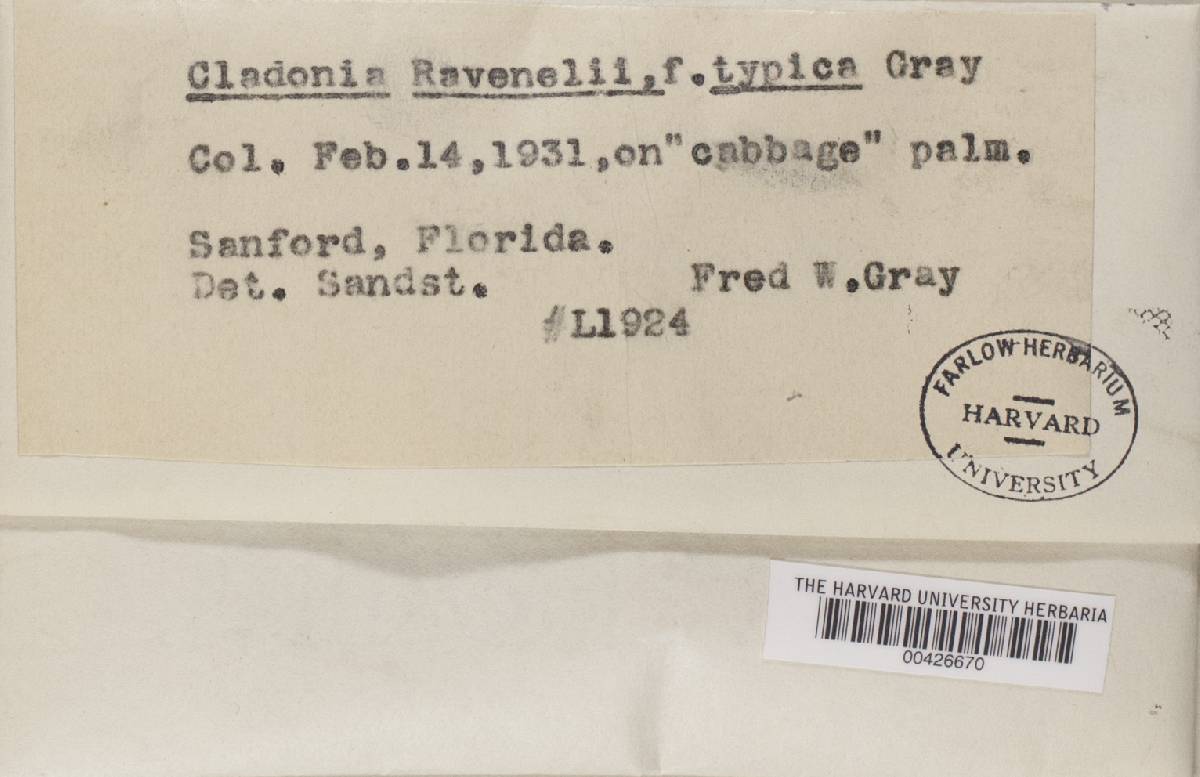 Cladonia Ravenelii,f.typica Gray
Col. Feb.14,1931,on"cabbage" palm.
Sanford, Florida.
Det. Sandst. Fred W.Gray
#L1924
FARLOW HERBARIUM
HARVARD
UNIVERSITY
THE HARVARD UNIVERSITY HERBARIA
00426670